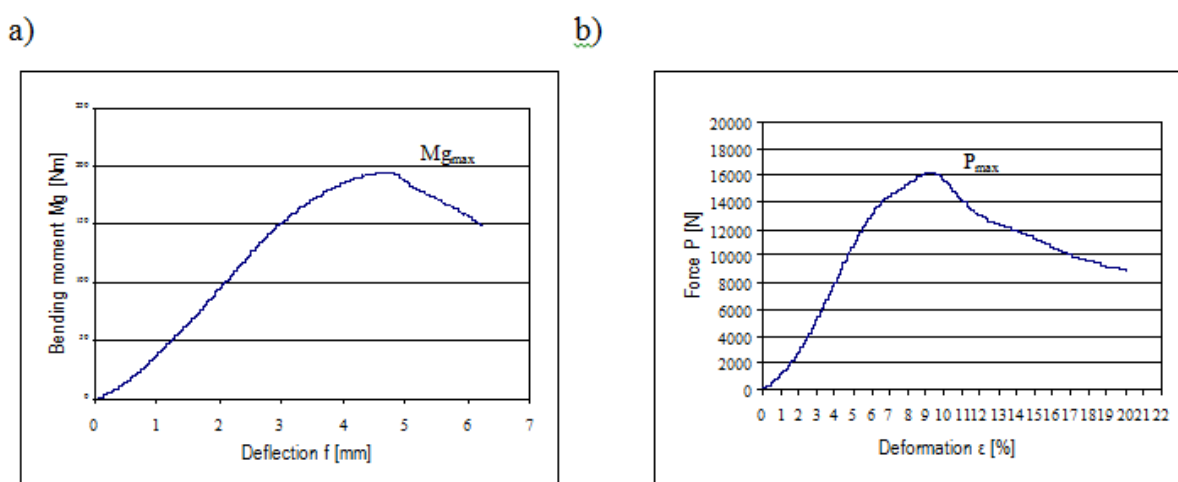 a)
b)
Mg_max
Bending moment Mg [Nm]
0 1 2 3 4 5 6 7
Deflection f [mm]
20000
18000
16000
14000
12000
10000
8000
6000
4000
2000
0
P_max
Force P [N]
0 1 2 3 4 5 6 7 8 9 10 11 12 13 14 15 16 17 18 19 20 21 22
Deformation ε [%]